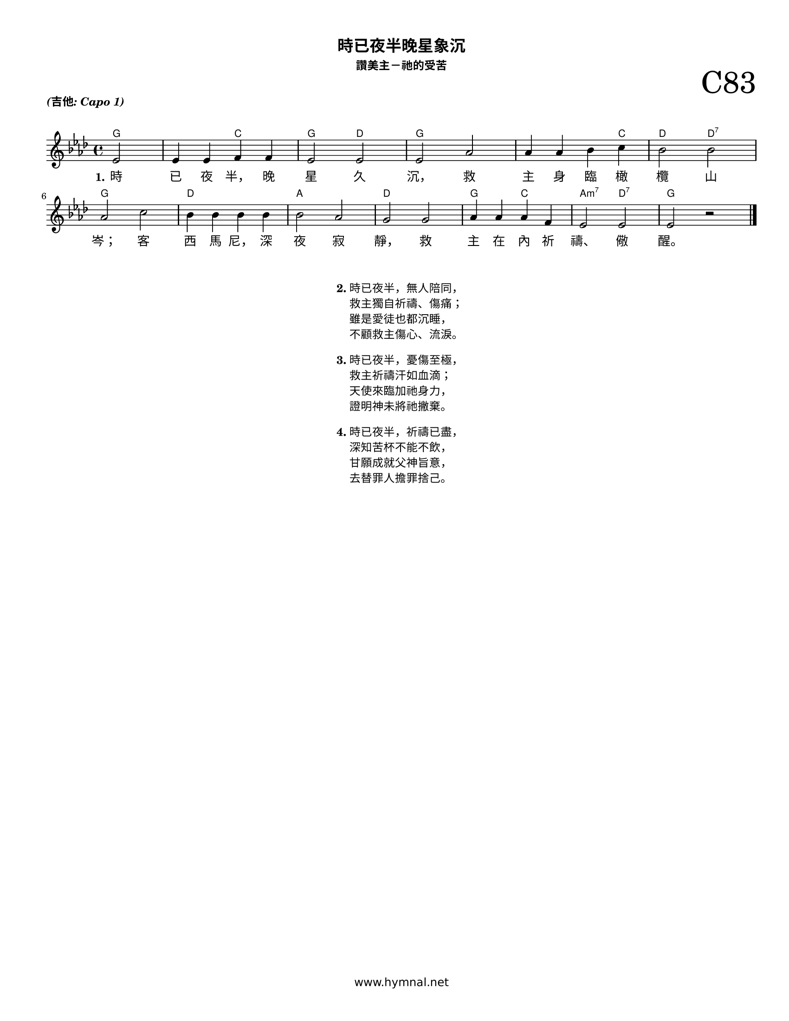 時已夜半晚星象沉
讚美主－祂的受苦
C83
(吉他: Capo 1)
G C G D G C D D7
1. 時 已 夜 半， 晚 星 久 沉， 救 主 身 臨 橄 欖 山
G D A D G C Am7 D7 G
6
岑； 客 西 馬 尼， 深 夜 寂 靜， 救 主 在 內 祈 禱、 儆 醒。
2. 時已夜半，無人陪同，
救主獨自祈禱、傷痛；
雖是愛徒也都沉睡，
不顧救主傷心、流淚。
3. 時已夜半，憂傷至極，
救主祈禱汗如血滴；
天使來臨加祂身力，
證明神未將祂撇棄。
4. 時已夜半，祈禱已盡，
深知苦杯不能不飲，
甘願成就父神旨意，
去替罪人擔罪捨己。
www.hymnal.net